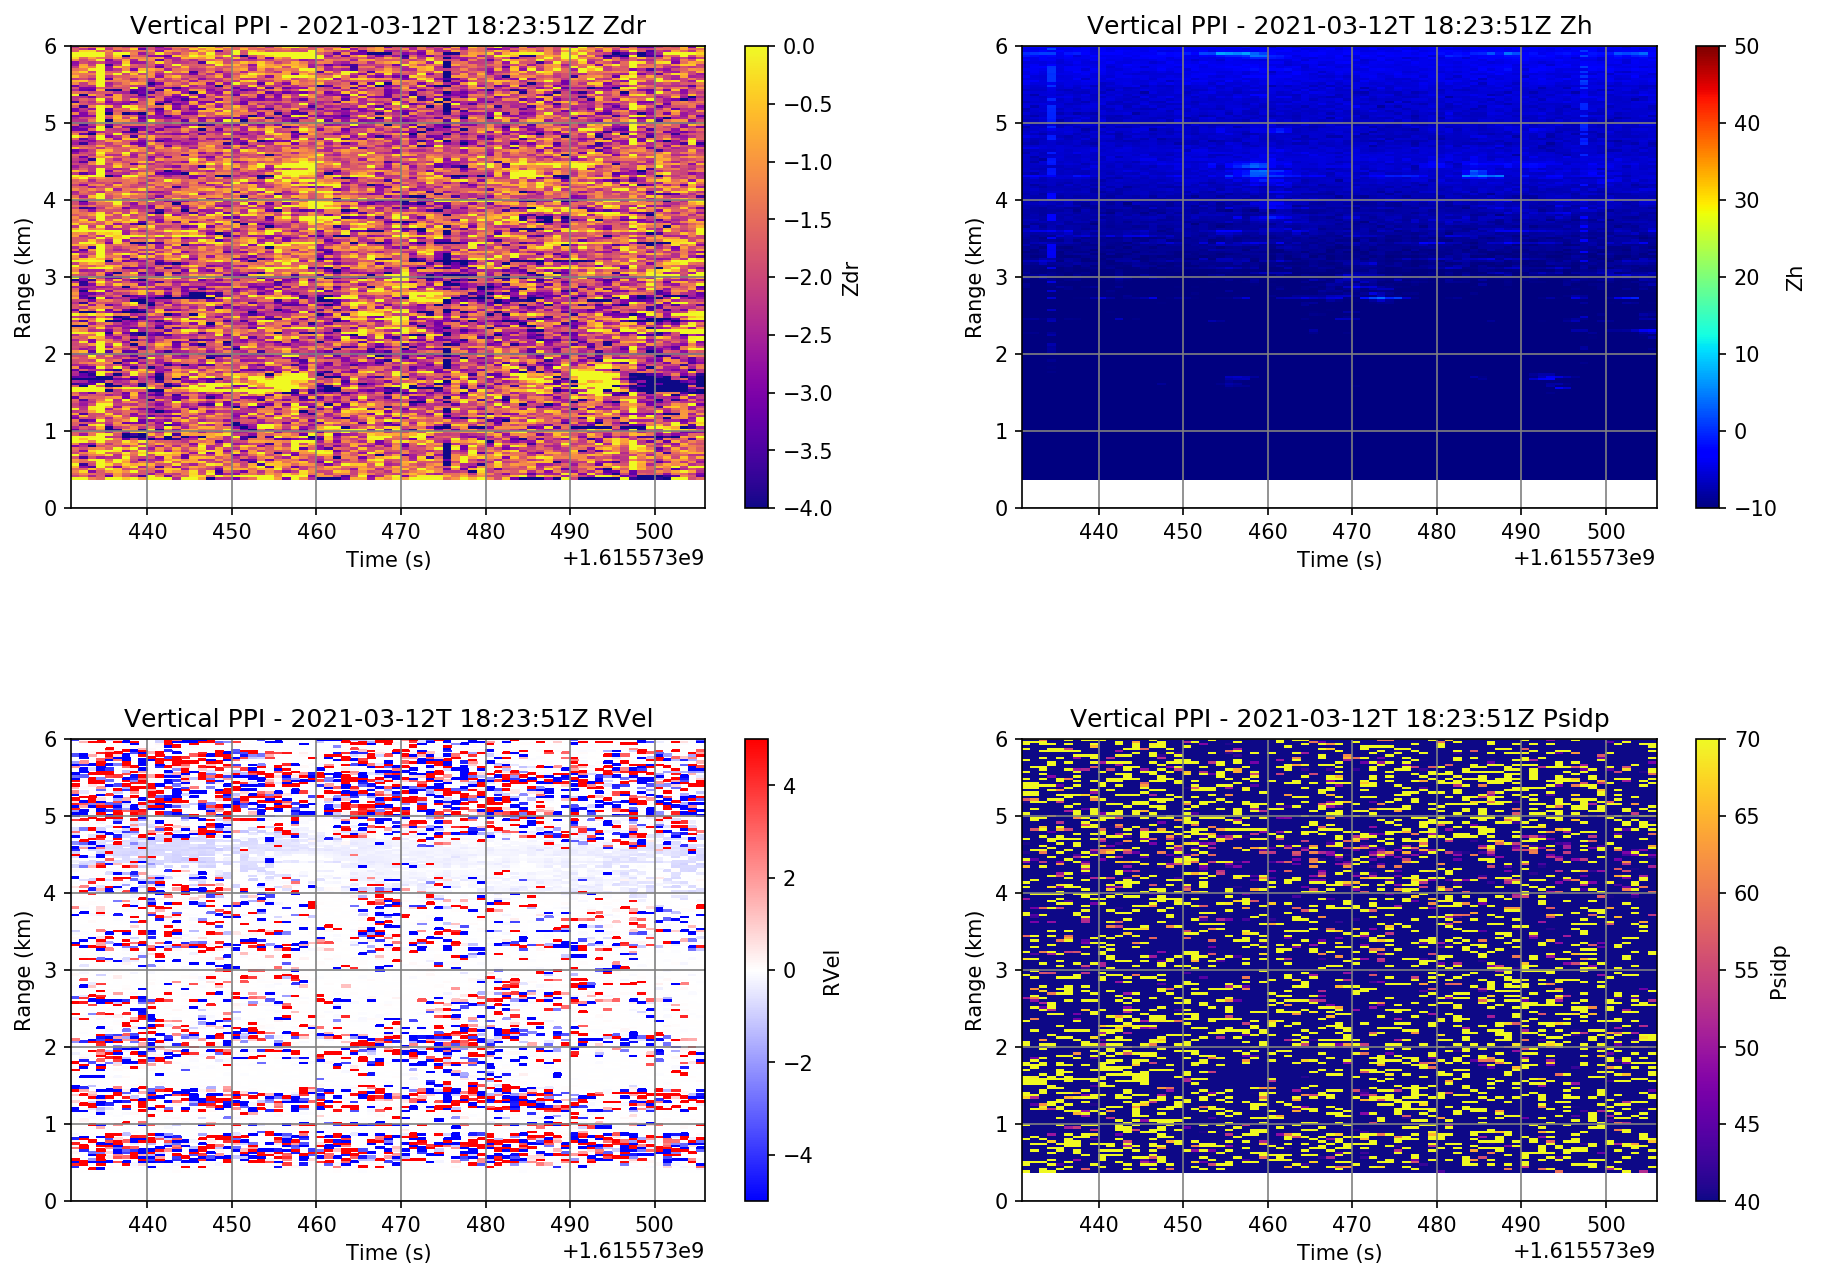 Vertical PPI - 2021-03-12T 18:23:51Z Zdr
6
5
4
3
2
1
0
Range (km)
440 450 460 470 480 490 500
Time (s)
+1.615573e9
0.0
−0.5
−1.0
−1.5
−2.0
−2.5
−3.0
−3.5
−4.0
Zdr
Vertical PPI - 2021-03-12T 18:23:51Z Zh
6
5
4
3
2
1
0
Range (km)
440 450 460 470 480 490 500
Time (s)
+1.615573e9
50
40
30
20
10
0
−10
Zh
Vertical PPI - 2021-03-12T 18:23:51Z RVel
6
5
4
3
2
1
0
Range (km)
440 450 460 470 480 490 500
Time (s)
+1.615573e9
4
2
0
−2
−4
RVel
Vertical PPI - 2021-03-12T 18:23:51Z Psidp
6
5
4
3
2
1
0
Range (km)
440 450 460 470 480 490 500
Time (s)
+1.615573e9
70
65
60
55
50
45
40
Psidp